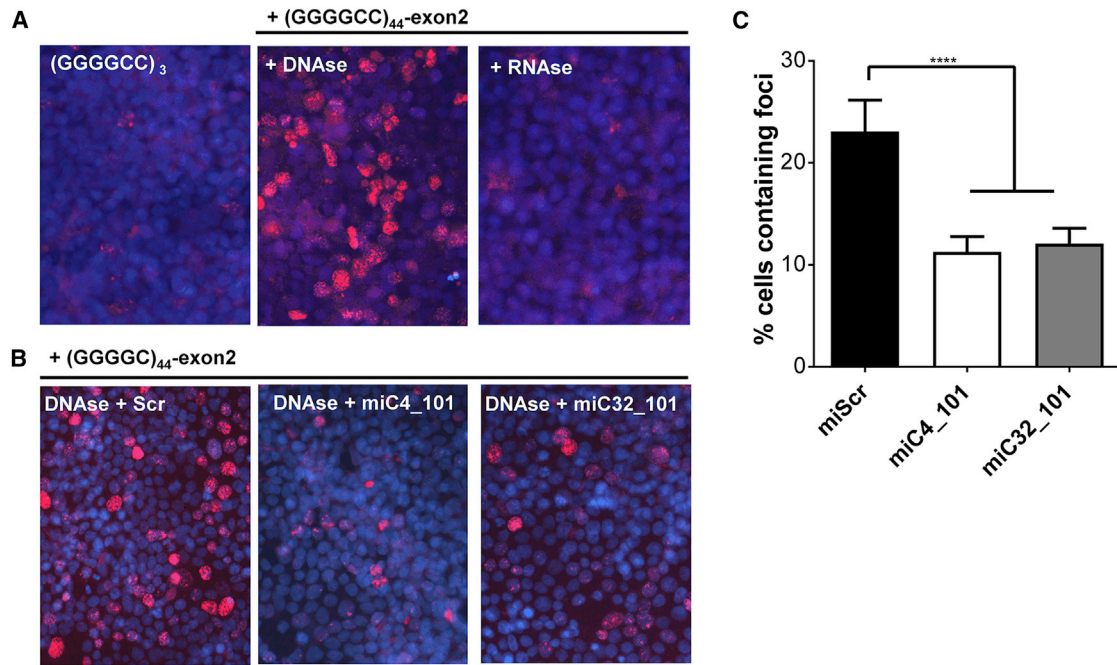 A
+ (GGGGCC)44-exon2
(GGGGCC)3
+ DNAse
+ RNAse
B
+ (GGGGC)44-exon2
DNAse + Scr
DNAse + miC4_101
DNAse + miC32_101
C
% cells containing foci
30
20
10
0
****
miScr
miC4_101
miC32_101